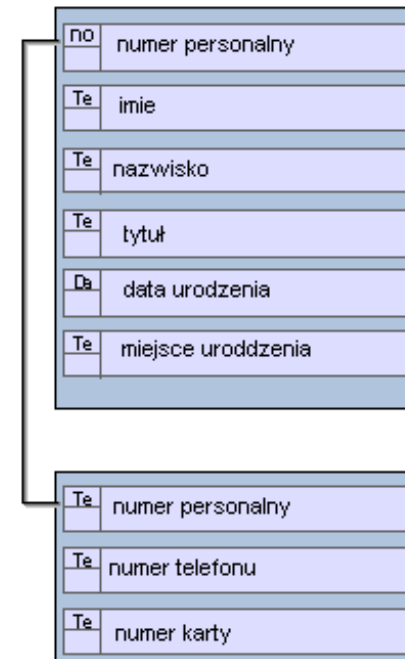 no numer personalny
Te imie
Te nazwisko
Te tytuł
Da data urodzenia
Te miejsce uroddzenia
Te numer personalny
Te numer telefonu
Te numer karty